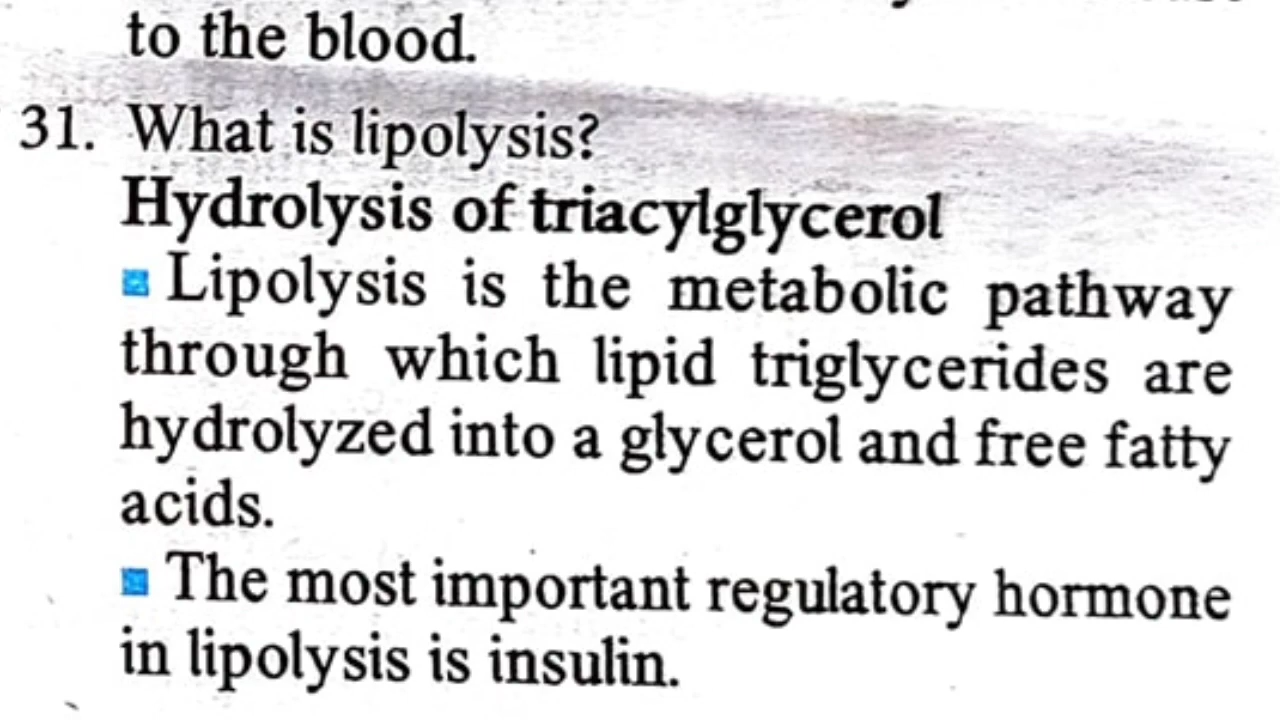 to the blood.
31. What is lipolysis?
Hydrolysis of triacylglycerol
▪ Lipolysis is the metabolic pathway
through which lipid triglycerides are
hydrolyzed into a glycerol and free fatty
acids.
▪ The most important regulatory hormone
in lipolysis is insulin.